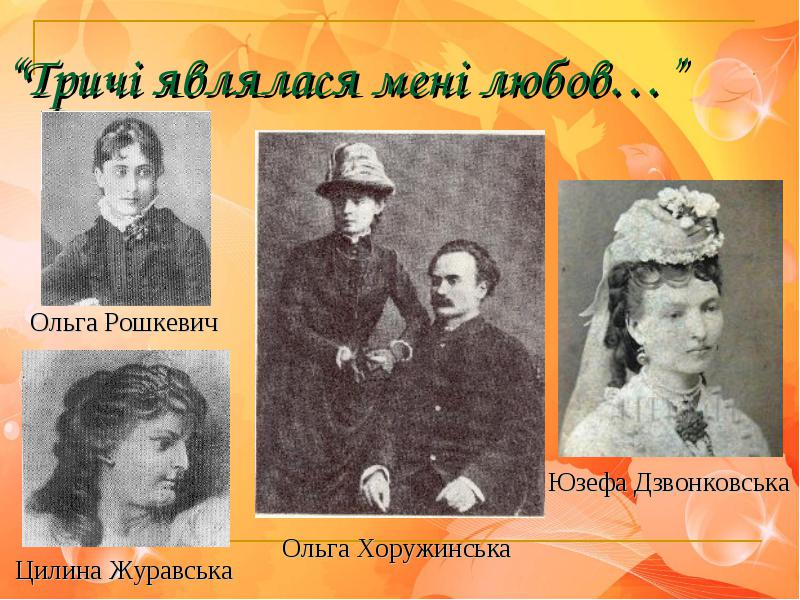 “Тричі являлася мені любов…”
Ольга Рошкевич
Юзефа Дзвонковська
Ольга Хоружинська
Цилина Журавська